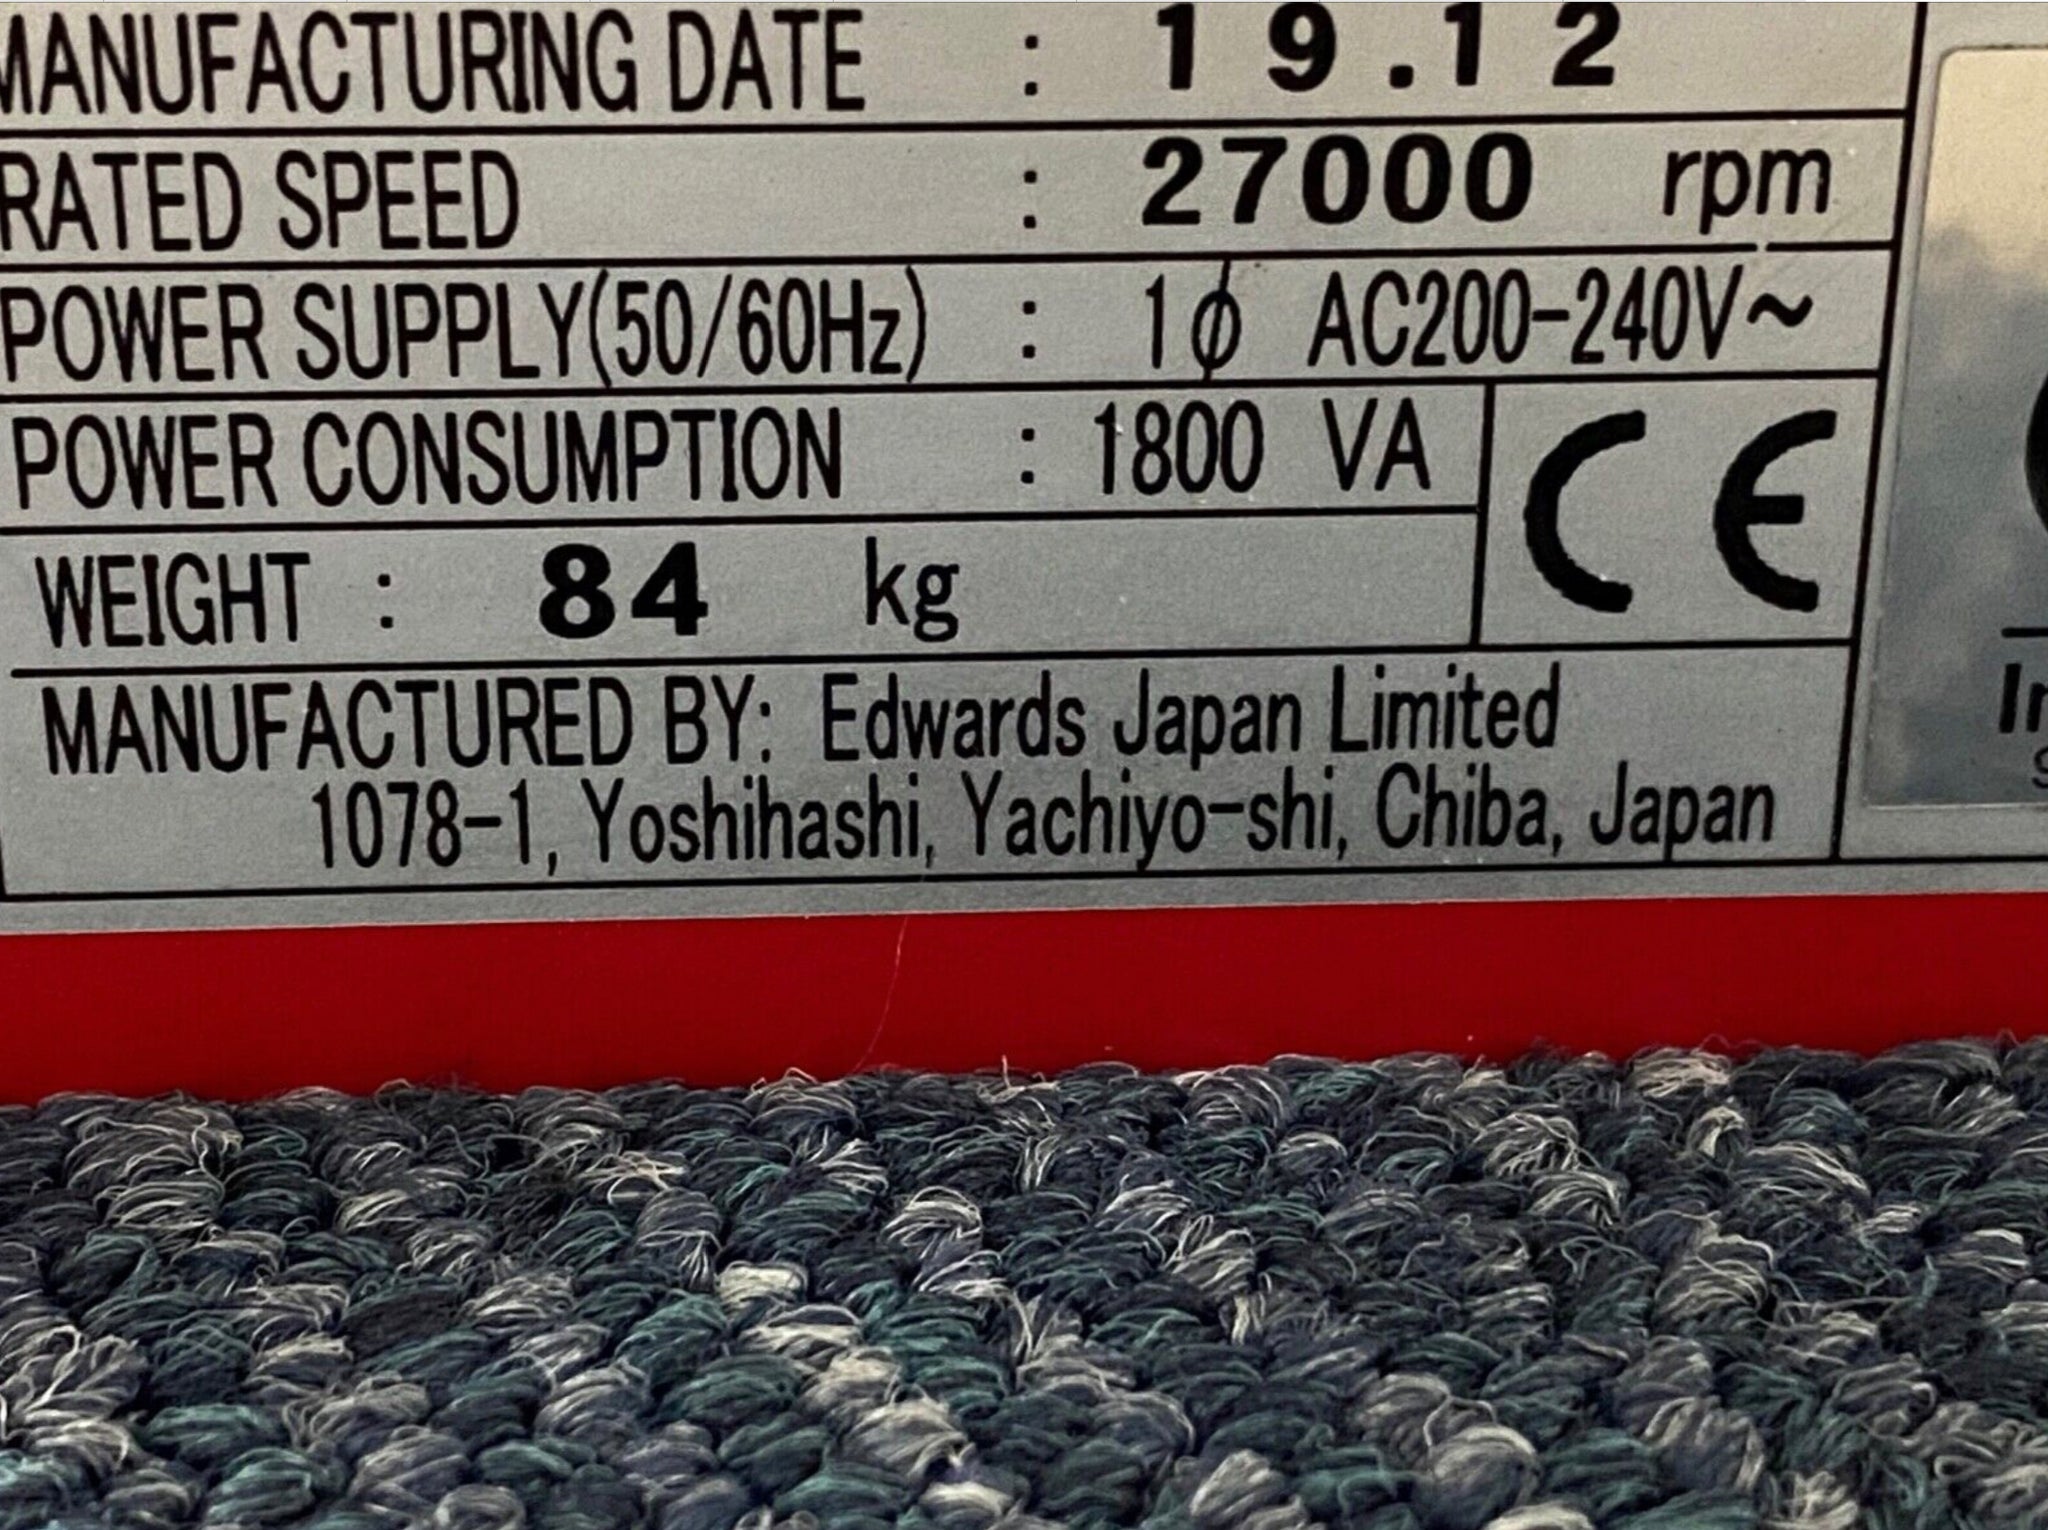 MANUFACTURING DATE : 19.12
RATED SPEED : 27000 rpm
POWER SUPPLY(50/60Hz) : 1ϕ AC200-240V~
POWER CONSUMPTION : 1800 VA
CE
WEIGHT : 84 kg
MANUFACTURED BY: Edwards Japan Limited
1078-1, Yoshihashi, Yachiyo-shi, Chiba, Japan